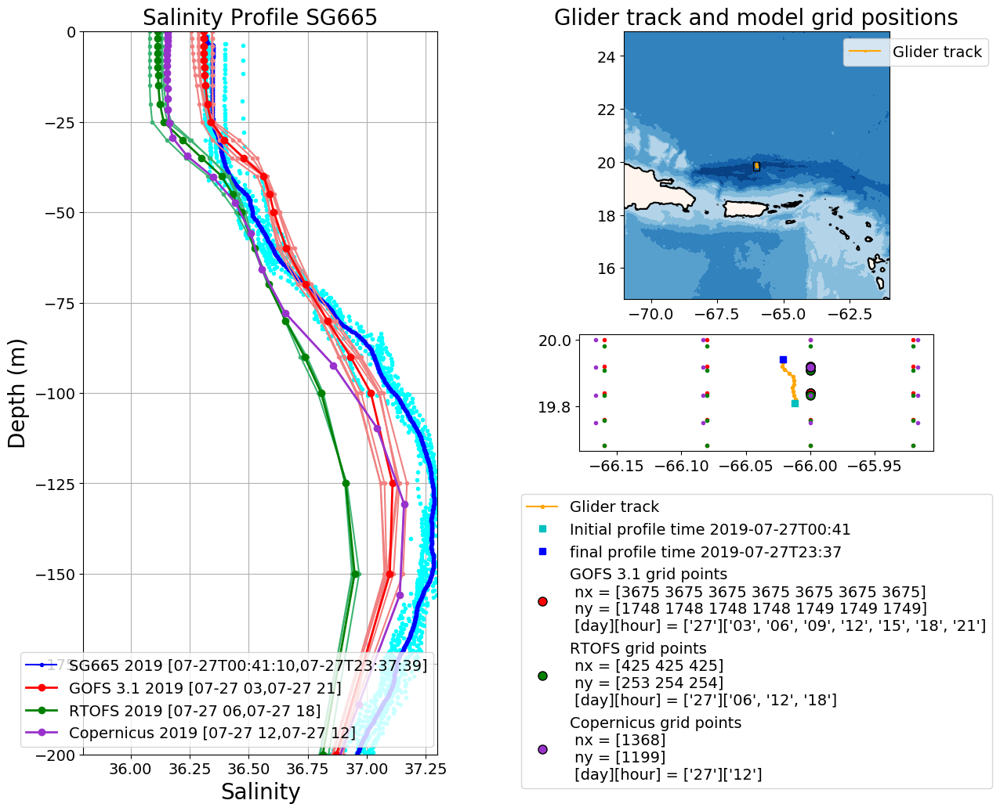 Salinity Profile SG665
0
−25
−50
−75
−100
−125
−150
−175
−200
Depth (m)
36.00 36.25 36.50 36.75 37.00 37.25
Salinity
SG665 2019 [07-27T00:41:10,07-27T23:37:39]
GOFS 3.1 2019 [07-27 03,07-27 21]
RTOFS 2019 [07-27 06,07-27 18]
Copernicus 2019 [07-27 12,07-27 12]
Glider track and model grid positions
Glider track
24
22
20
18
16
−70.0 −67.5 −65.0 −62.5
20.0
19.8
−66.15 −66.10 −66.05 −66.00 −65.95
Glider track
Initial profile time 2019-07-27T00:41
final profile time 2019-07-27T23:37
GOFS 3.1 grid points
nx = [3675 3675 3675 3675 3675 3675 3675]
ny = [1748 1748 1748 1748 1749 1749 1749]
[day][hour] = ['27']['03', '06', '09', '12', '15', '18', '21']
RTOFS grid points
nx = [425 425 425]
ny = [253 254 254]
[day][hour] = ['27']['06', '12', '18']
Copernicus grid points
nx = [1368]
ny = [1199]
[day][hour] = ['27']['12']